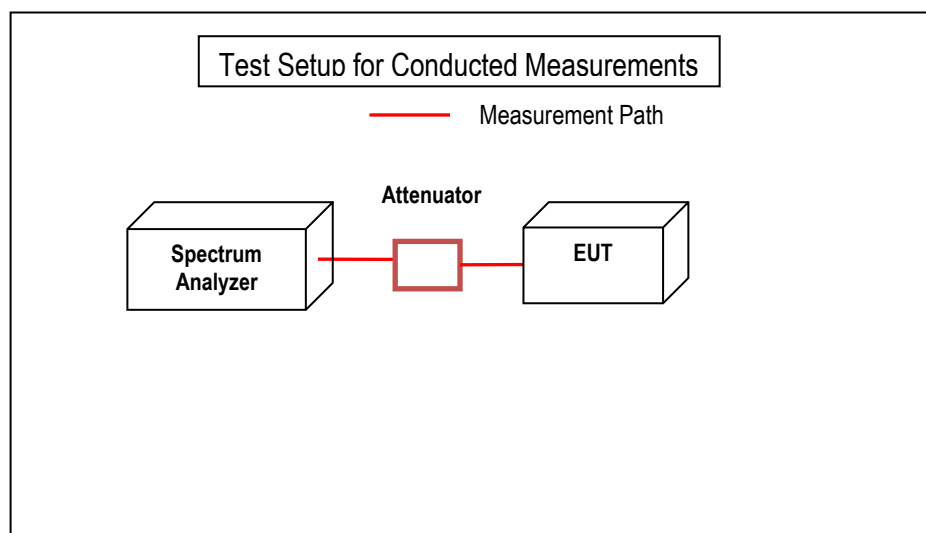 Test Setup for Conducted Measurements
Measurement Path
Attenuator
Spectrum
Analyzer
EUT